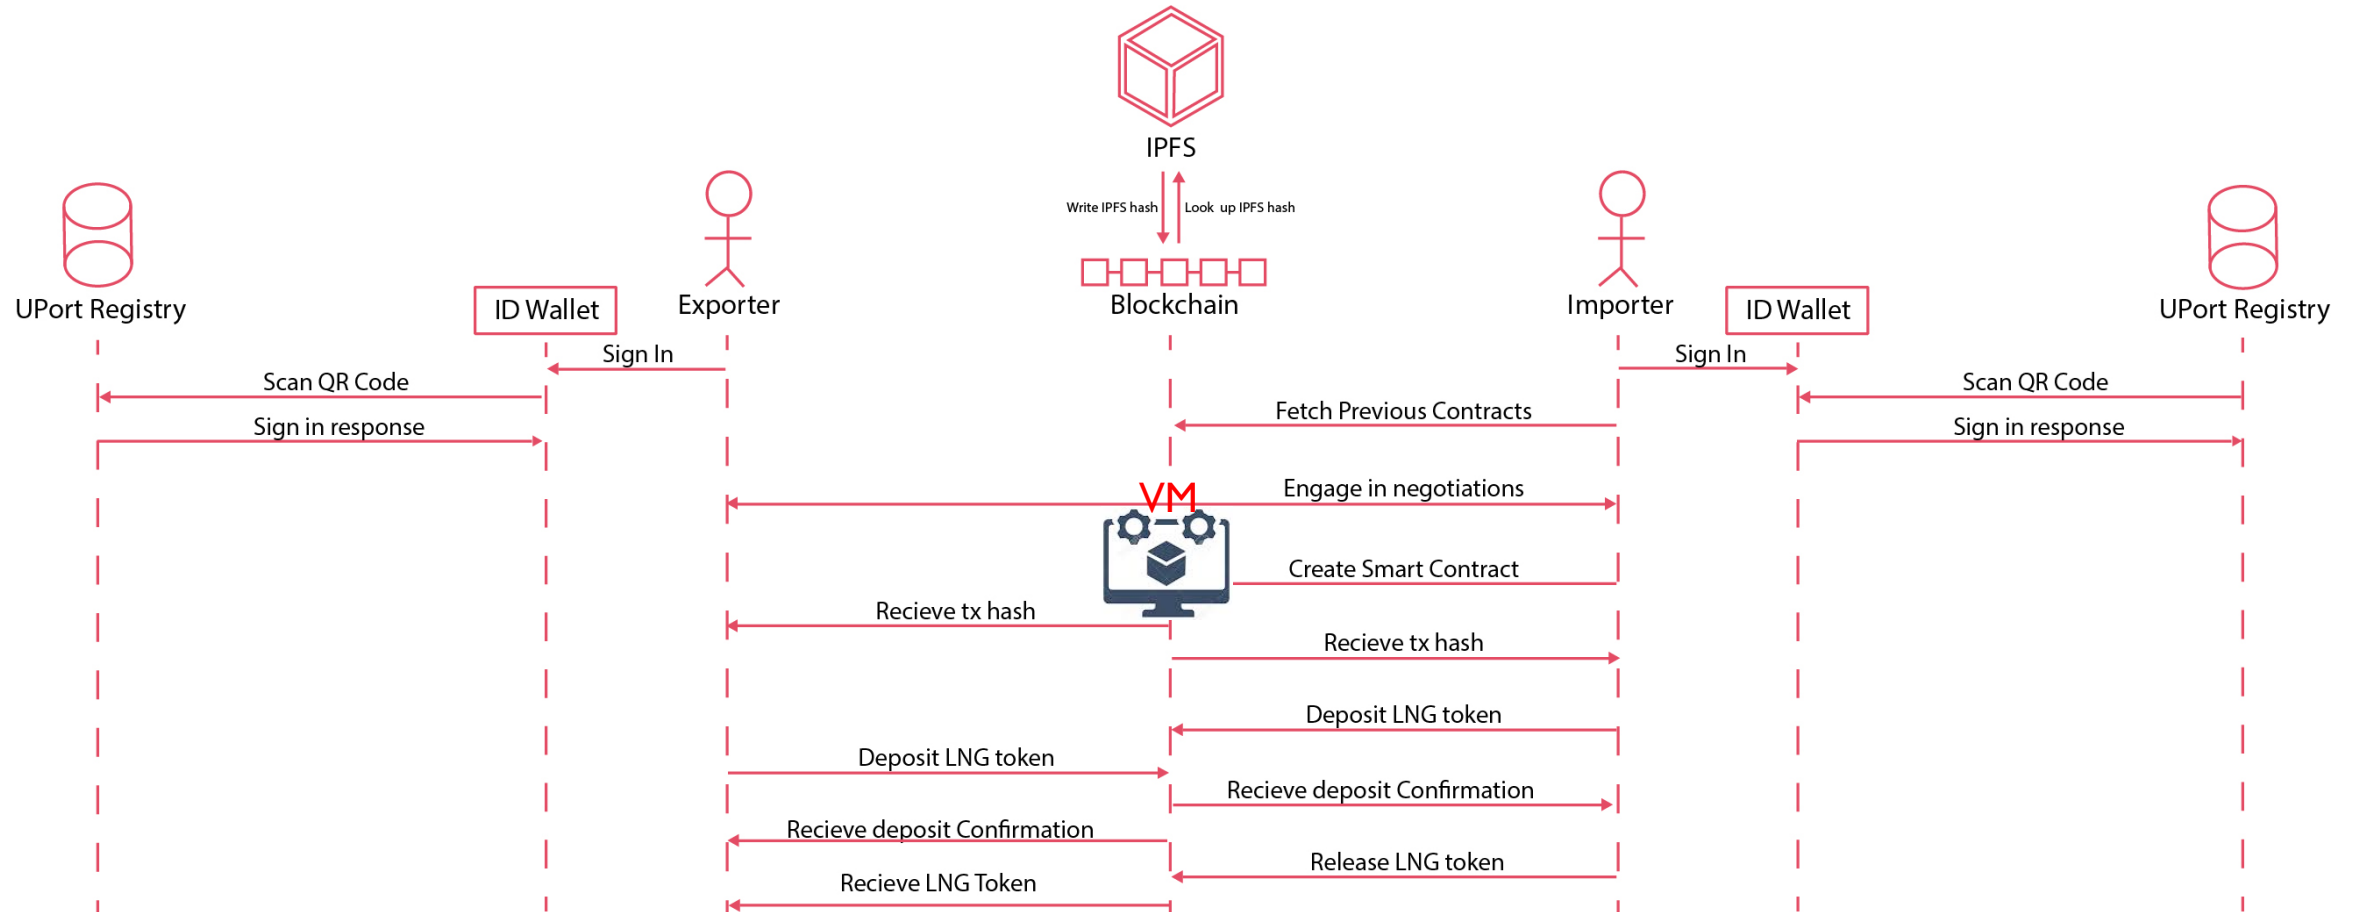 IPFS
Write IPFS hash
Look up IPFS hash
UPort Registry
ID Wallet
Exporter
Blockchain
Importer
ID Wallet
UPort Registry
Sign In
Sign In
Scan QR Code
Scan QR Code
Fetch Previous Contracts
Sign in response
Sign in response
VM
Engage in negotiations
Create Smart Contract
Recieve tx hash
Recieve tx hash
Deposit LNG token
Deposit LNG token
Recieve deposit Confirmation
Recieve deposit Confirmation
Release LNG token
Recieve LNG Token